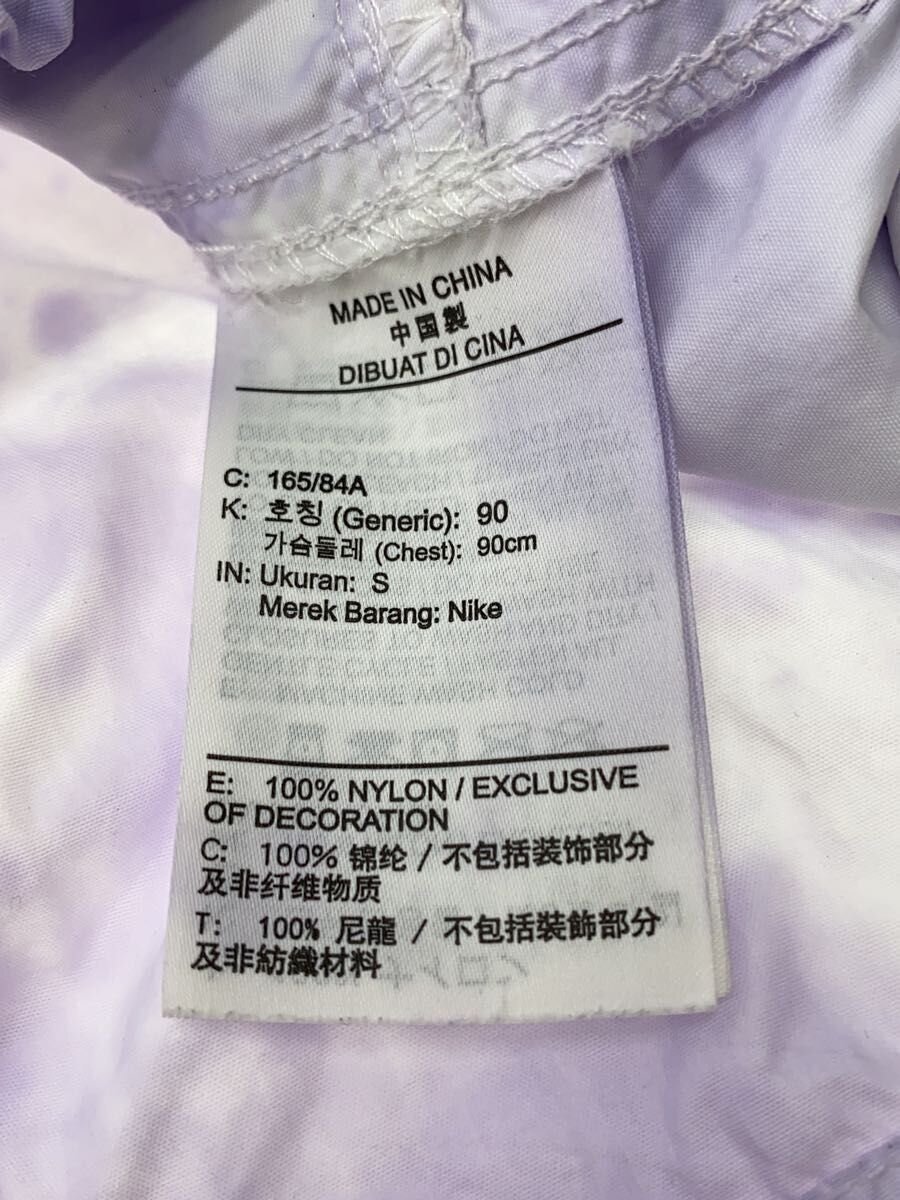 MADE IN CHINA
中国製
DIBUAT DI CINA
C: 165/84A
K: 호칭 (Generic): 90
가슴둘레 (Chest): 90cm
IN: Ukuran: S
Merek Barang: Nike
E: 100% NYLON / EXCLUSIVE
OF DECORATION
C: 100% 锦纶 / 不包括装饰部分
及非纤维物质
T: 100% 尼龍 / 不包括裝飾部分
及非紡織材料